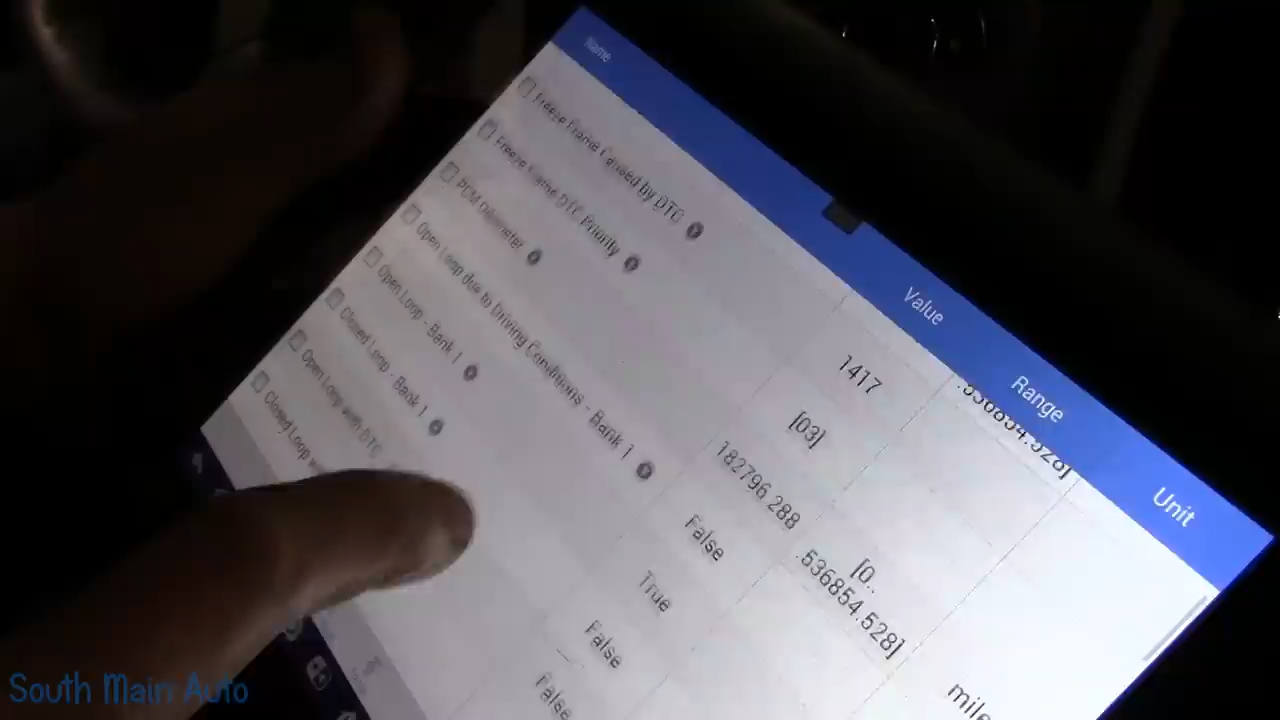 Name Value Range Unit
.536854.528]
Freeze Frame Caused by DTC 1417
Freeze Frame DTC Priority [03]
PCM odometer 182796.288 [0.. .536854.528] mile
Open Loop due to Driving Conditions - Bank 1 False
Open Loop - Bank 1 True
Closed Loop - Bank 1 False
Open Loop with DTC False
Closed Loop
South Main Auto